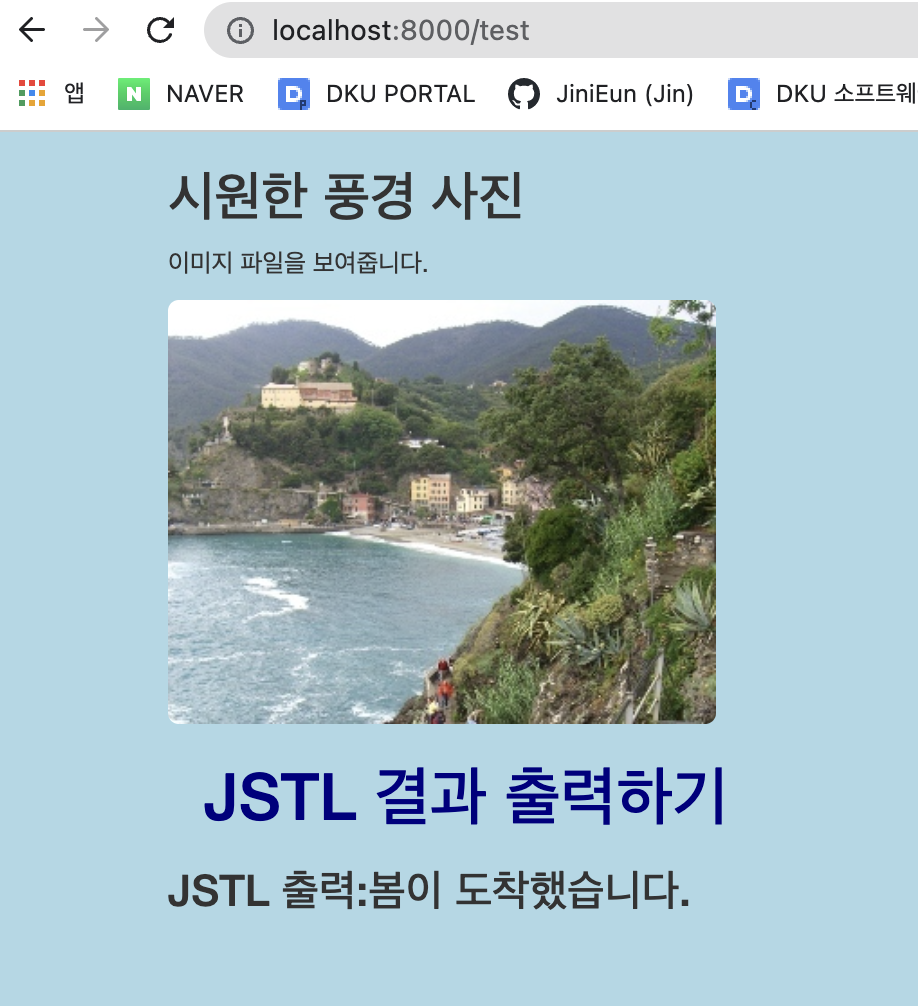 localhost:8000/test
앱 NAVER DKU PORTAL JiniEun (Jin) DKU 소프트웨
시원한 풍경 사진
이미지 파일을 보여줍니다.
JSTL 결과 출력하기
JSTL 출력:봄이 도착했습니다.